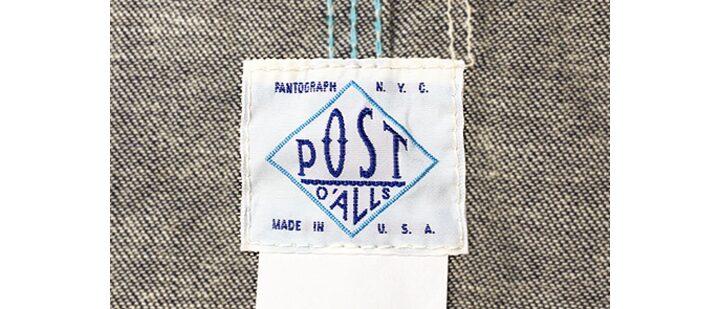 PANTOGRAPH N. Y. C.
POST
O'ALLS
MADE IN U. S. A.